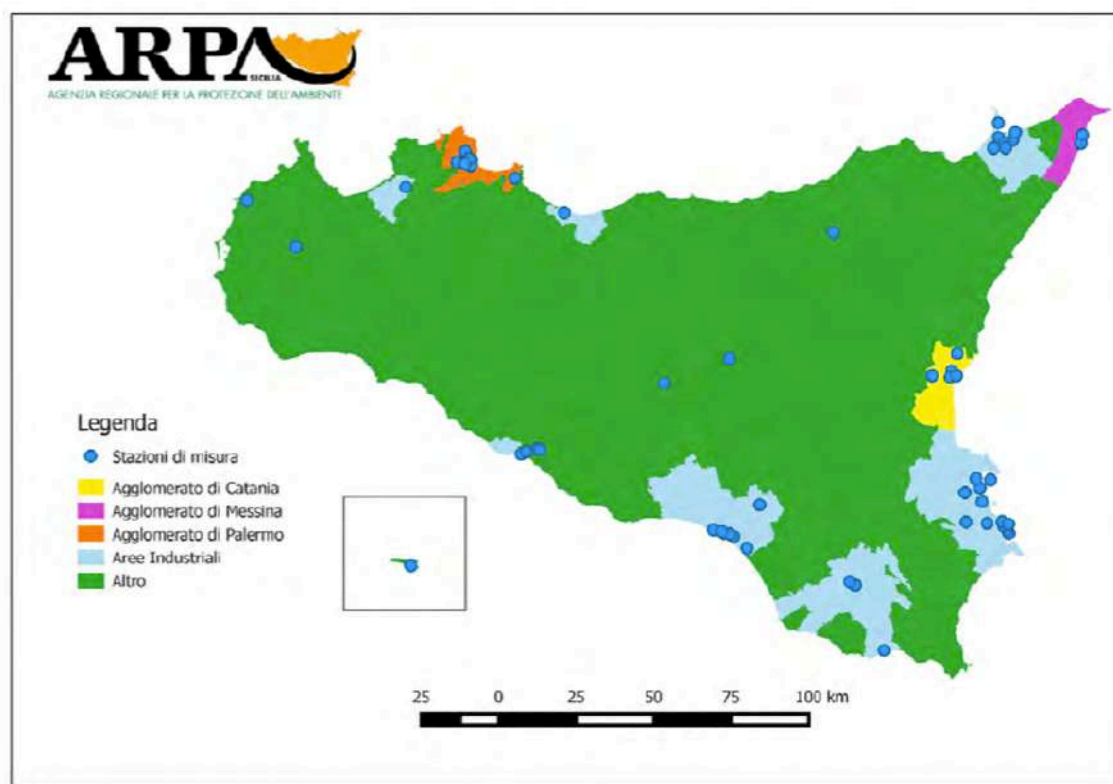 ARPA
SICILIA
AGENZIA REGIONALE PER LA PROTEZIONE DELL'AMBIENTE
Legenda
Stazioni di misura
Agglomerato di Catania
Agglomerato di Messina
Agglomerato di Palermo
Aree Industriali
Altro
25 0 25 50 75 100 km